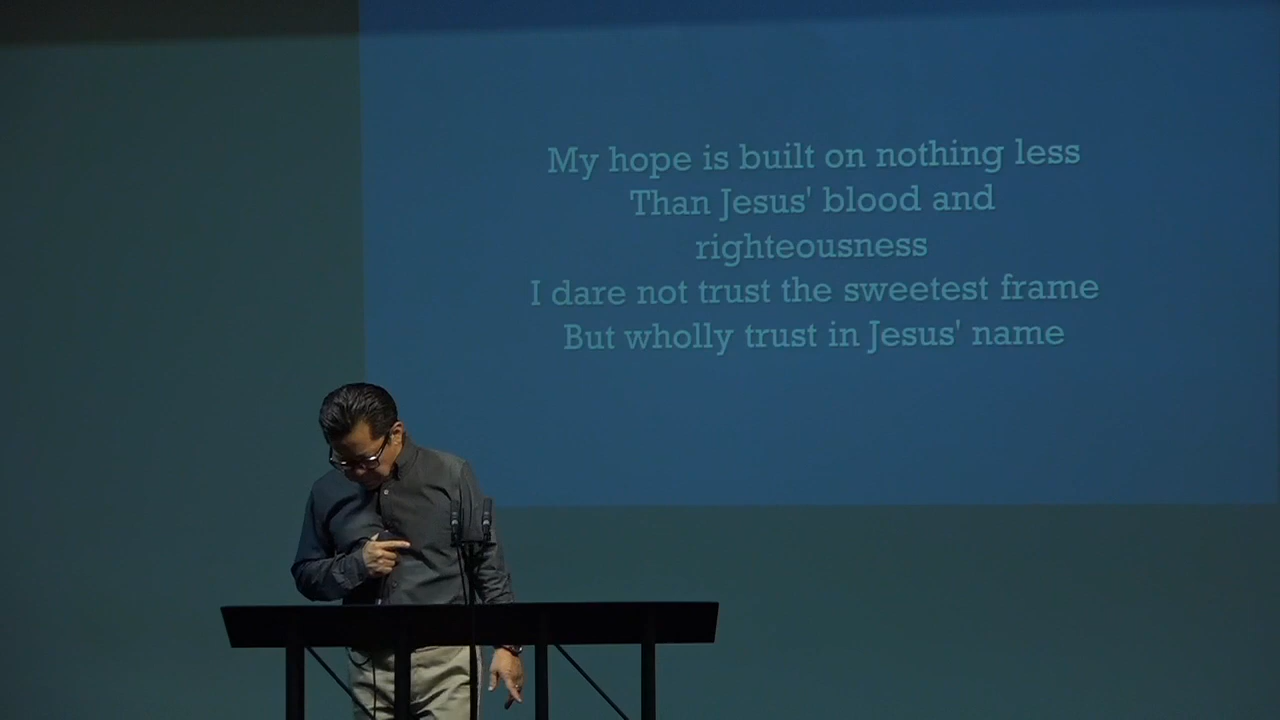 My hope is built on nothing less
Than Jesus' blood and
righteousness
I dare not trust the sweetest frame
But wholly trust in Jesus' name